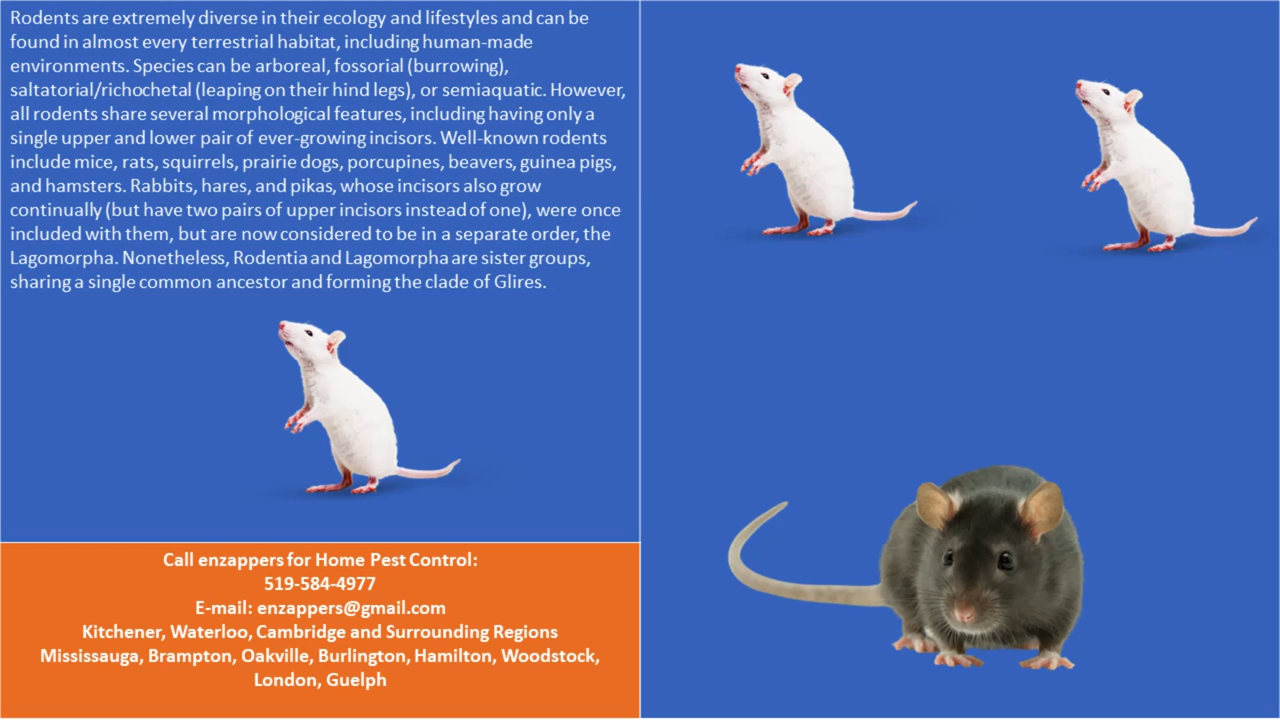 Rodents are extremely diverse in their ecology and lifestyles and can be
found in almost every terrestrial habitat, including human-made
environments. Species can be arboreal, fossorial (burrowing),
saltatorial/richochetal (leaping on their hind legs), or semiaquatic. However,
all rodents share several morphological features, including having only a
single upper and lower pair of ever-growing incisors. Well-known rodents
include mice, rats, squirrels, prairie dogs, porcupines, beavers, guinea pigs,
and hamsters. Rabbits, hares, and pikas, whose incisors also grow
continually (but have two pairs of upper incisors instead of one), were once
included with them, but are now considered to be in a separate order, the
Lagomorpha. Nonetheless, Rodentia and Lagomorpha are sister groups,
sharing a single common ancestor and forming the clade of Glires.
Call enzappers for Home Pest Control:
519-584-4977
E-mail: enzappers@gmail.com
Kitchener, Waterloo, Cambridge and Surrounding Regions
Mississauga, Brampton, Oakville, Burlington, Hamilton, Woodstock,
London, Guelph